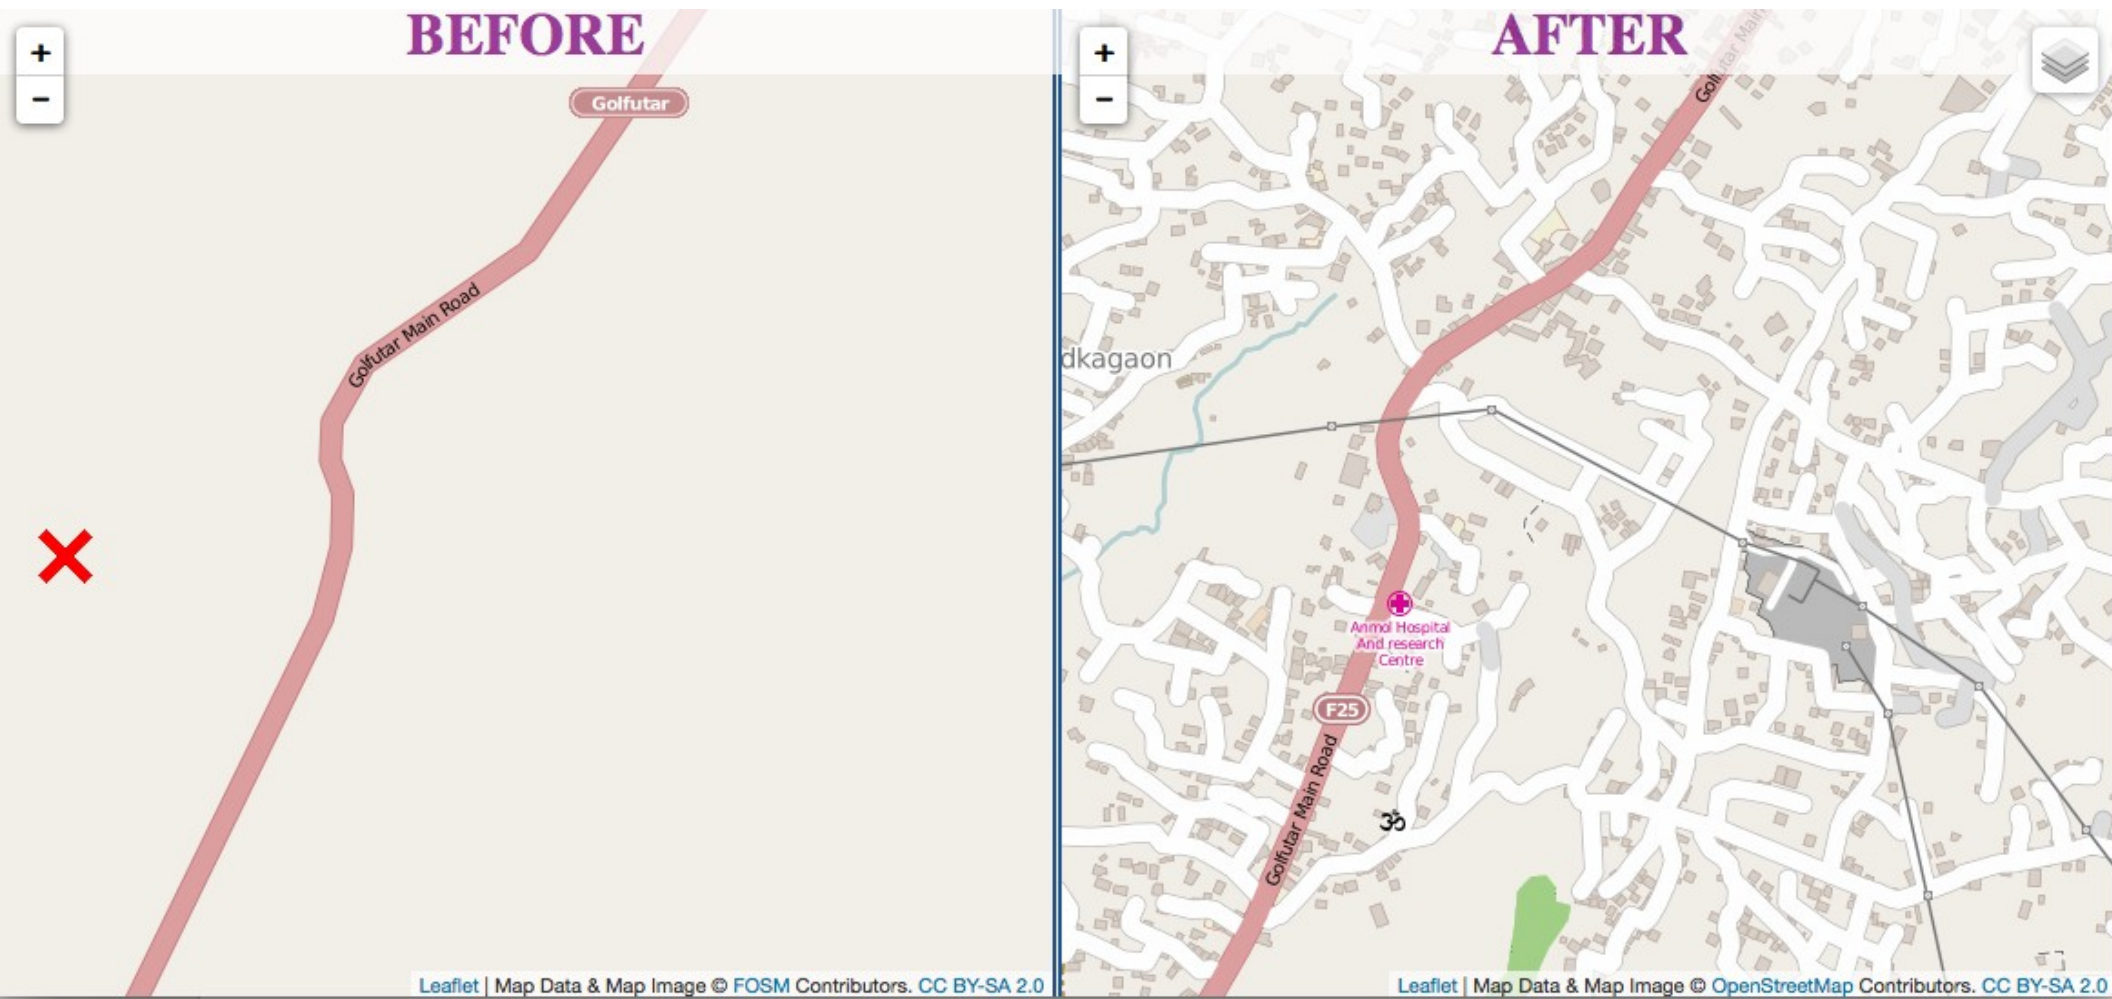 BEFORE
+
−
Golfutar
Golfutar Main Road
Leaflet | Map Data & Map Image © FOSM Contributors. CC BY-SA 2.0
AFTER
+
−
Golfutar Main
dkagaon
Anmol Hospital
And research
Centre
F25
Golfutar Main Road
ॐ
Leaflet | Map Data & Map Image © OpenStreetMap Contributors. CC BY-SA 2.0